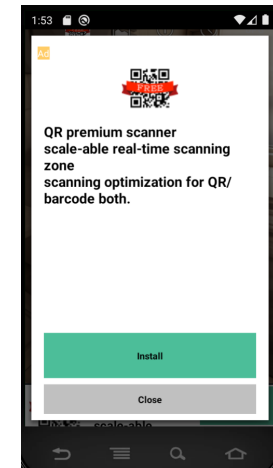 1:53
Ad
FREE
QR premium scanner
scale-able real-time scanning
zone
scanning optimization for QR/
barcode both.
Install
Close
scale-able